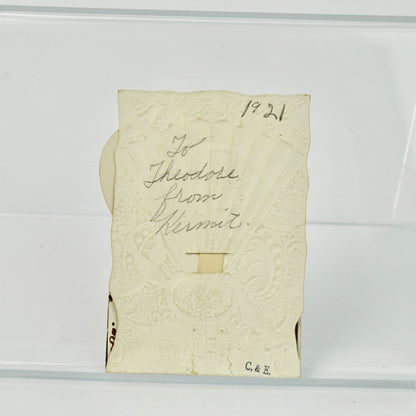 1921
To
Theodore
from
Kermit.
C. & E.